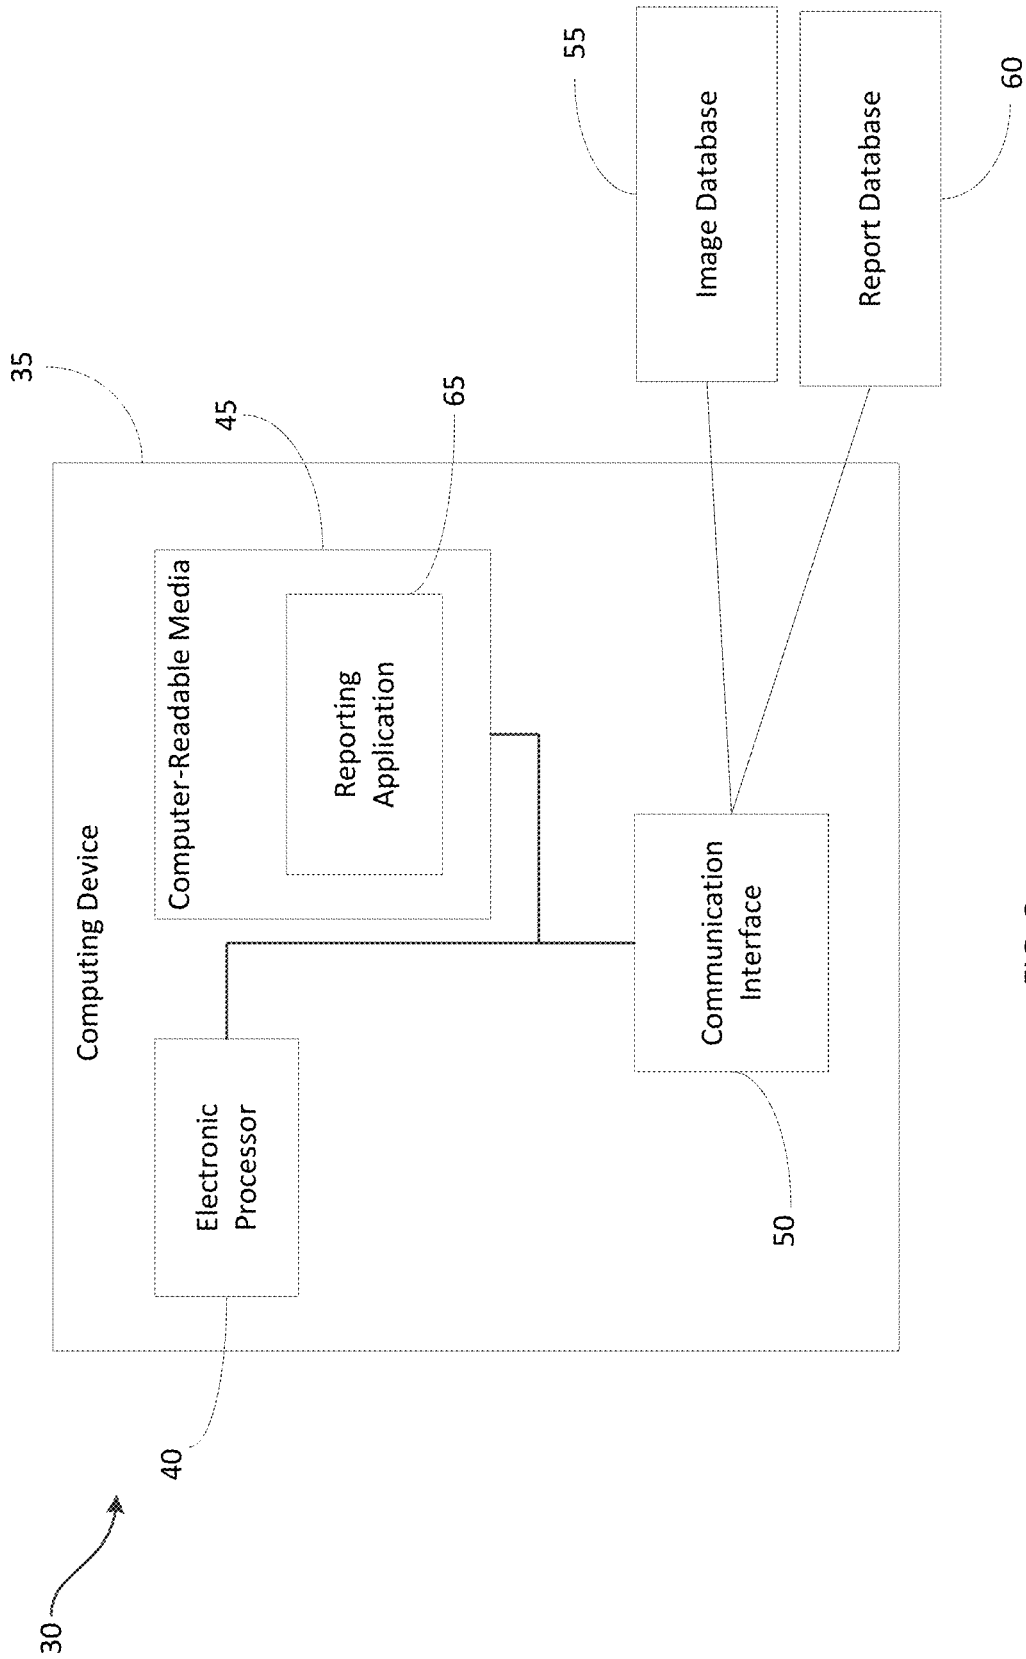 30
35
Computing Device
40
Electronic
Processor
45
Computer-Readable Media
65
Reporting
Application
50
Communication
Interface
55
Image Database
Report Database
60